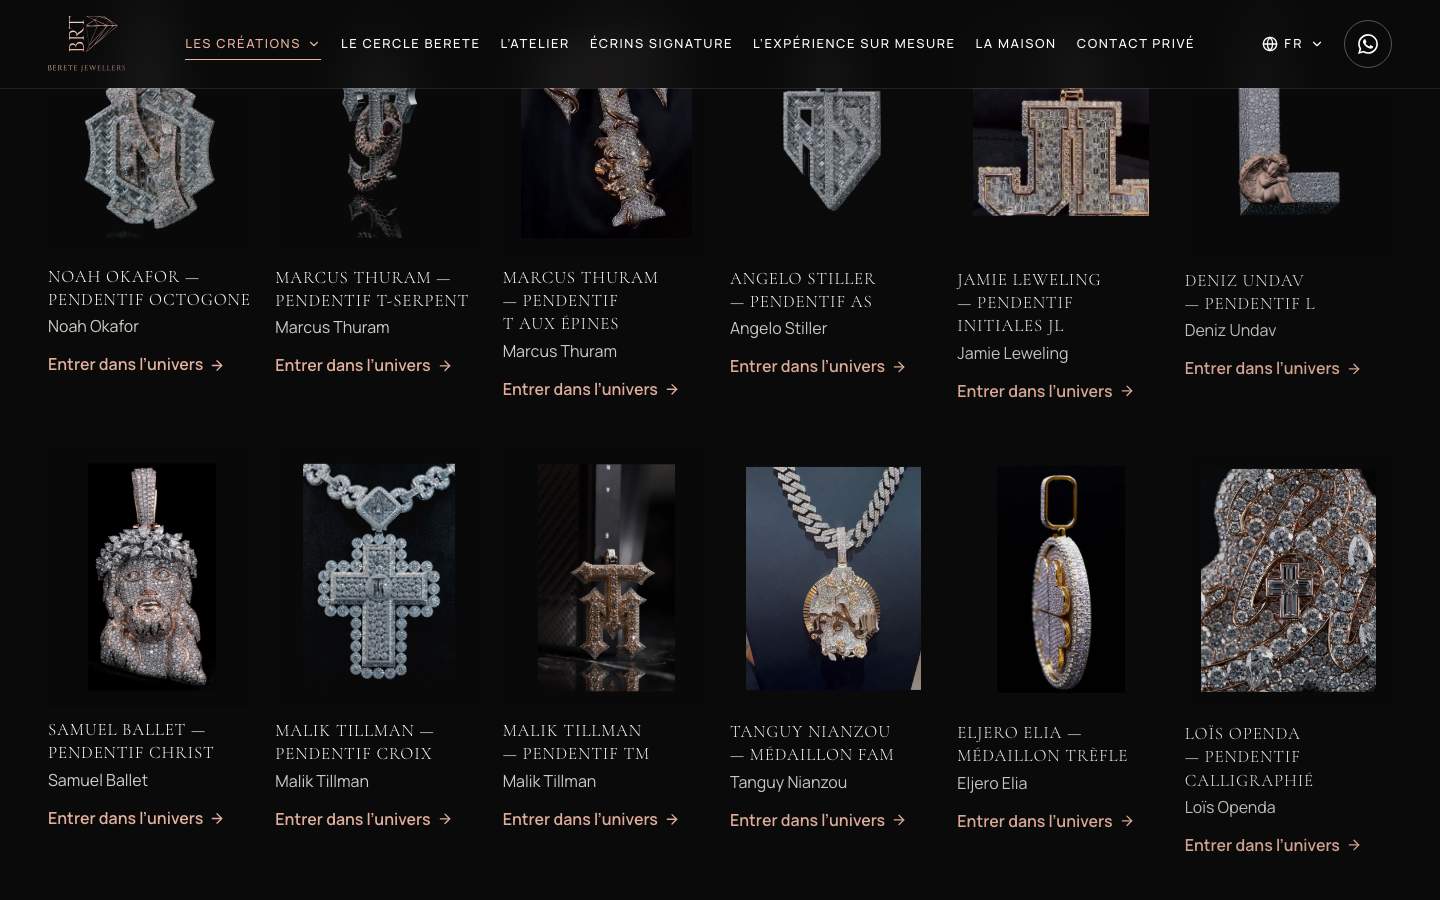 BRT
BERETE JEWELLERS
LES CRÉATIONS
LE CERCLE BERETE
L'ATELIER
ÉCRINS SIGNATURE
L'EXPÉRIENCE SUR MESURE
LA MAISON
CONTACT PRIVÉ
FR
NOAH OKAFOR —
PENDENTIF OCTOGONE
Noah Okafor
Entrer dans l'univers →
MARCUS THURAM —
PENDENTIF T-SERPENT
Marcus Thuram
Entrer dans l'univers →
MARCUS THURAM
— PENDENTIF
T AUX ÉPINES
Marcus Thuram
Entrer dans l'univers →
ANGELO STILLER
— PENDENTIF AS
Angelo Stiller
Entrer dans l'univers →
JAMIE LEWELING
— PENDENTIF
INITIALES JL
Jamie Leweling
Entrer dans l'univers →
DENIZ UNDAV
— PENDENTIF L
Deniz Undav
Entrer dans l'univers →
SAMUEL BALLET —
PENDENTIF CHRIST
Samuel Ballet
Entrer dans l'univers →
MALIK TILLMAN —
PENDENTIF CROIX
Malik Tillman
Entrer dans l'univers →
MALIK TILLMAN
— PENDENTIF TM
Malik Tillman
Entrer dans l'univers →
TANGUY NIANZOU
— MÉDAILLON FAM
Tanguy Nianzou
Entrer dans l'univers →
ELJERO ELIA —
MÉDAILLON TRÈFLE
Eljero Elia
Entrer dans l'univers →
LOÏS OPENDA
— PENDENTIF
CALLIGRAPHIÉ
Loïs Openda
Entrer dans l'univers →